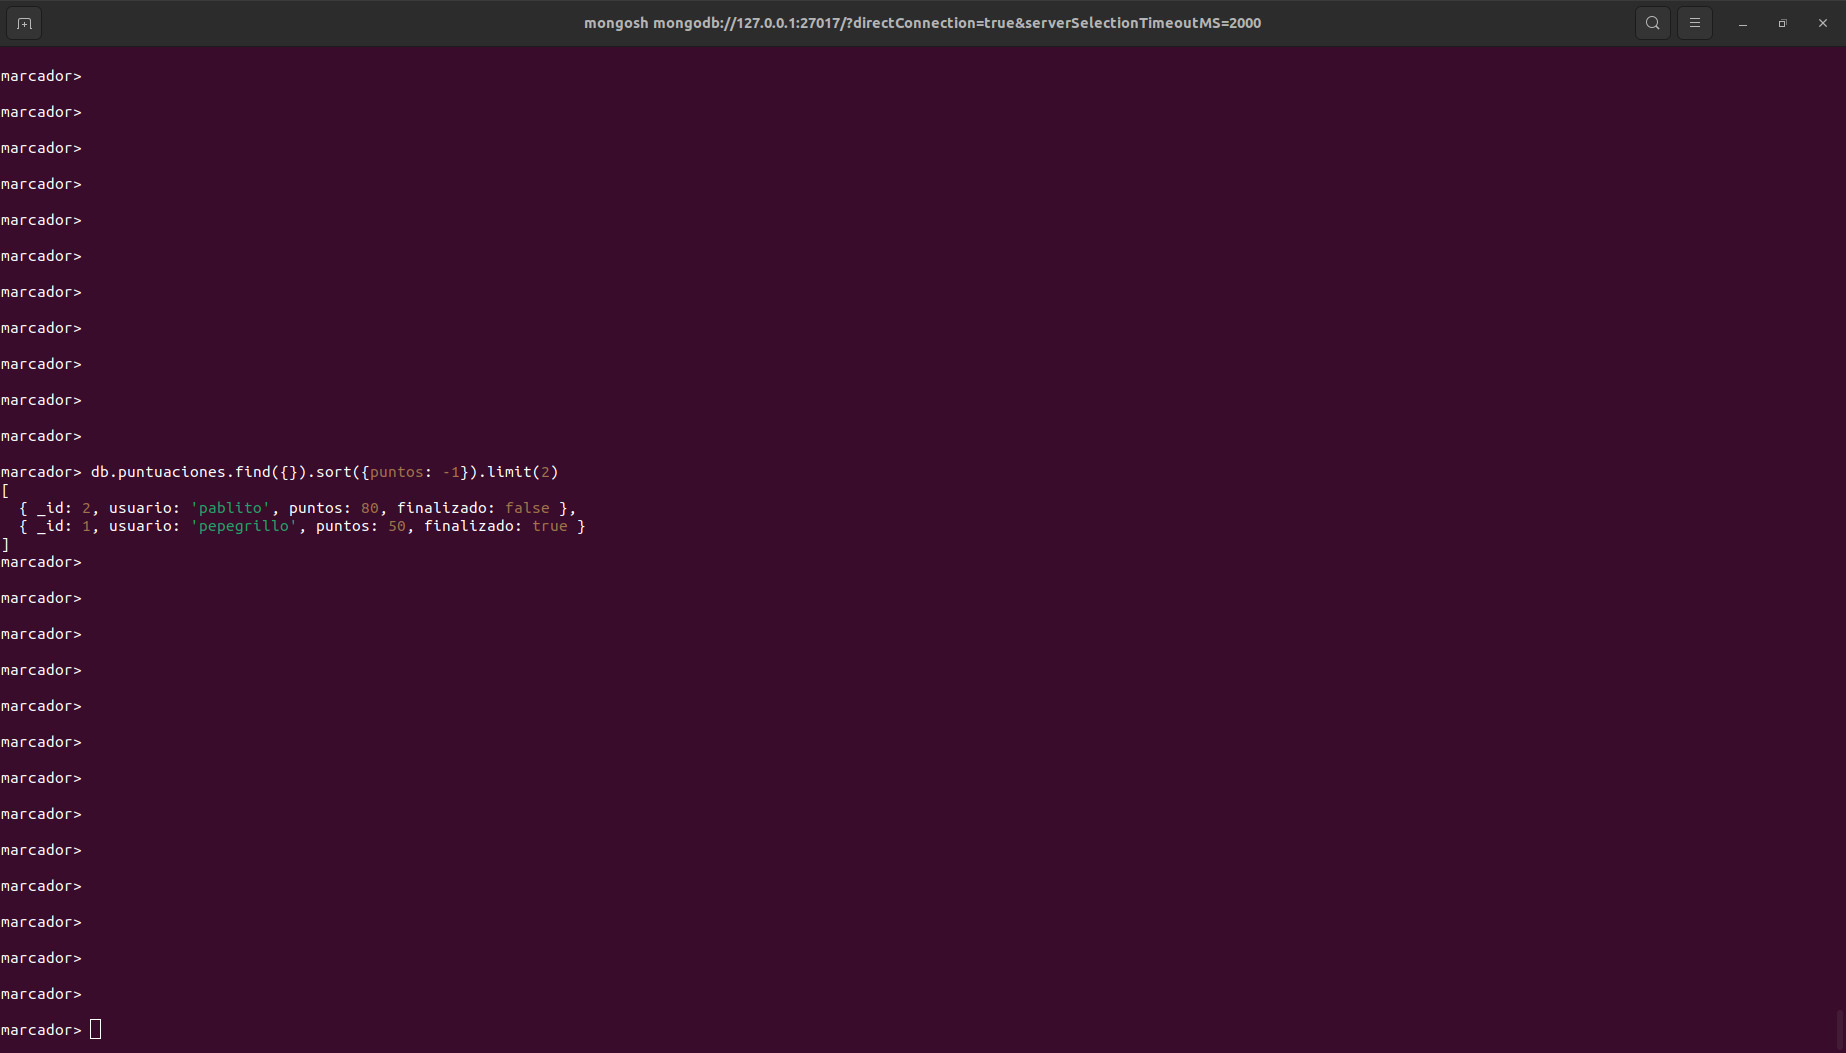 mongosh mongodb://127.0.0.1:27017/?directConnection=true&serverSelectionTimeoutMS=2000
marcador>
marcador>
marcador>
marcador>
marcador>
marcador>
marcador>
marcador>
marcador>
marcador>
marcador>
marcador> db.puntuaciones.find({}).sort({puntos: -1}).limit(2)
[
  { _id: 2, usuario: 'pablito', puntos: 80, finalizado: false },
  { _id: 1, usuario: 'pepegrillo', puntos: 50, finalizado: true }
]
marcador>
marcador>
marcador>
marcador>
marcador>
marcador>
marcador>
marcador>
marcador>
marcador>
marcador>
marcador>
marcador>
marcador>